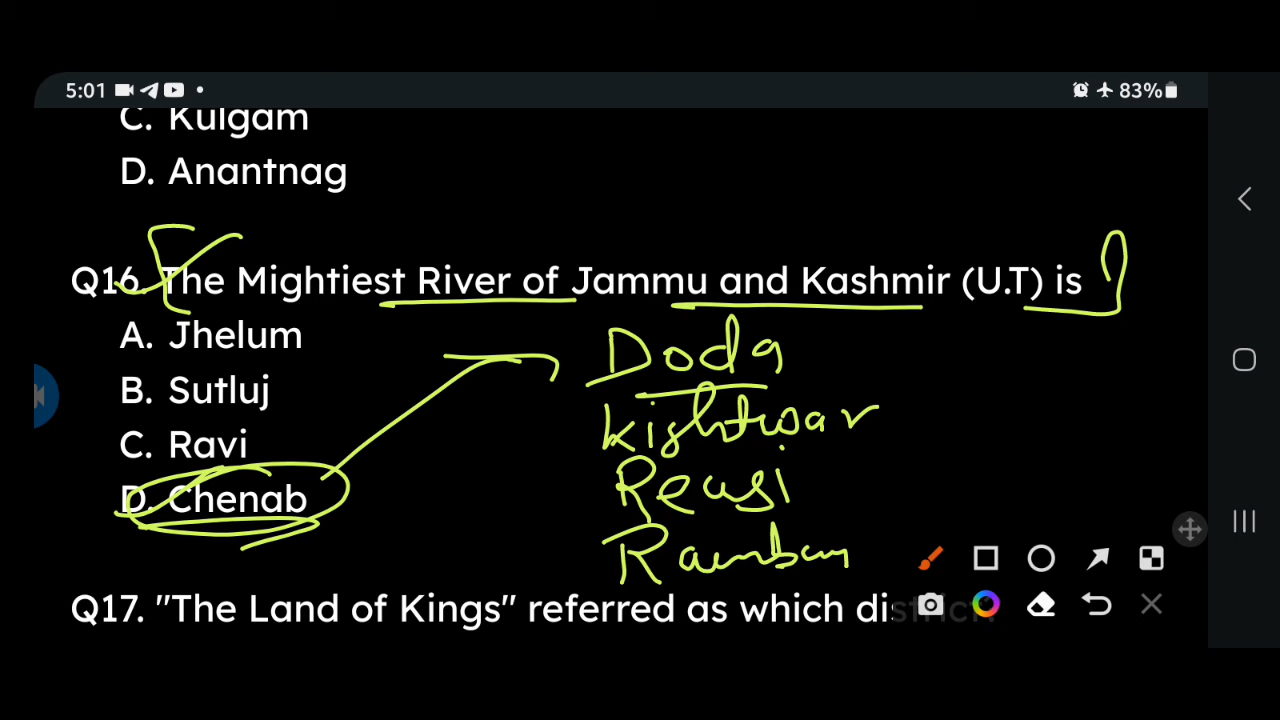 5:01
83%
C. Kulgam
D. Anantnag
Q16. The Mightiest River of Jammu and Kashmir (U.T) is ?
A. Jhelum
B. Sutluj
C. Ravi
D. Chenab
Doda
Kishtwar
Reasi
Ramban
Q17. "The Land of Kings" referred as which district